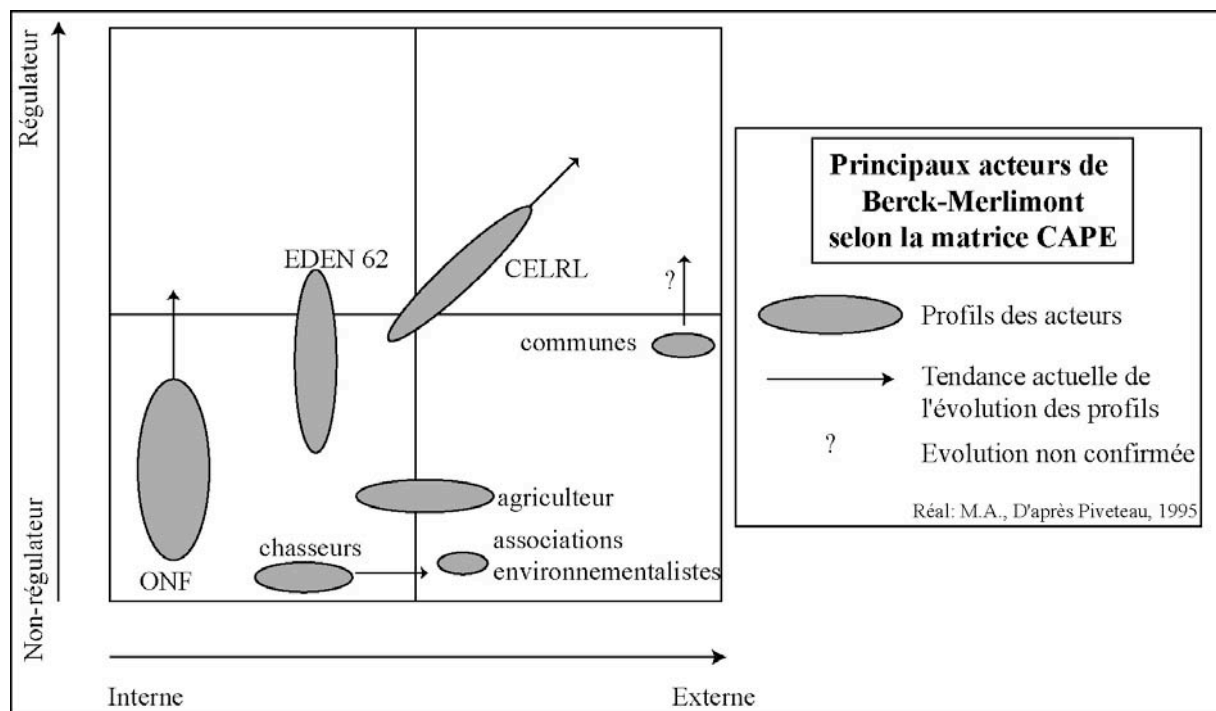 Régulateur
Non-régulateur
EDEN 62
CELRL
?
communes
agriculteur
chasseurs
associations
environnementalistes
ONF
Interne
Externe
Principaux acteurs de
Berck-Merlimont
selon la matrice CAPE
Profils des acteurs
Tendance actuelle de
l'évolution des profils
?
Evolution non confirmée
Réal: M.A., D'après Piveteau, 1995